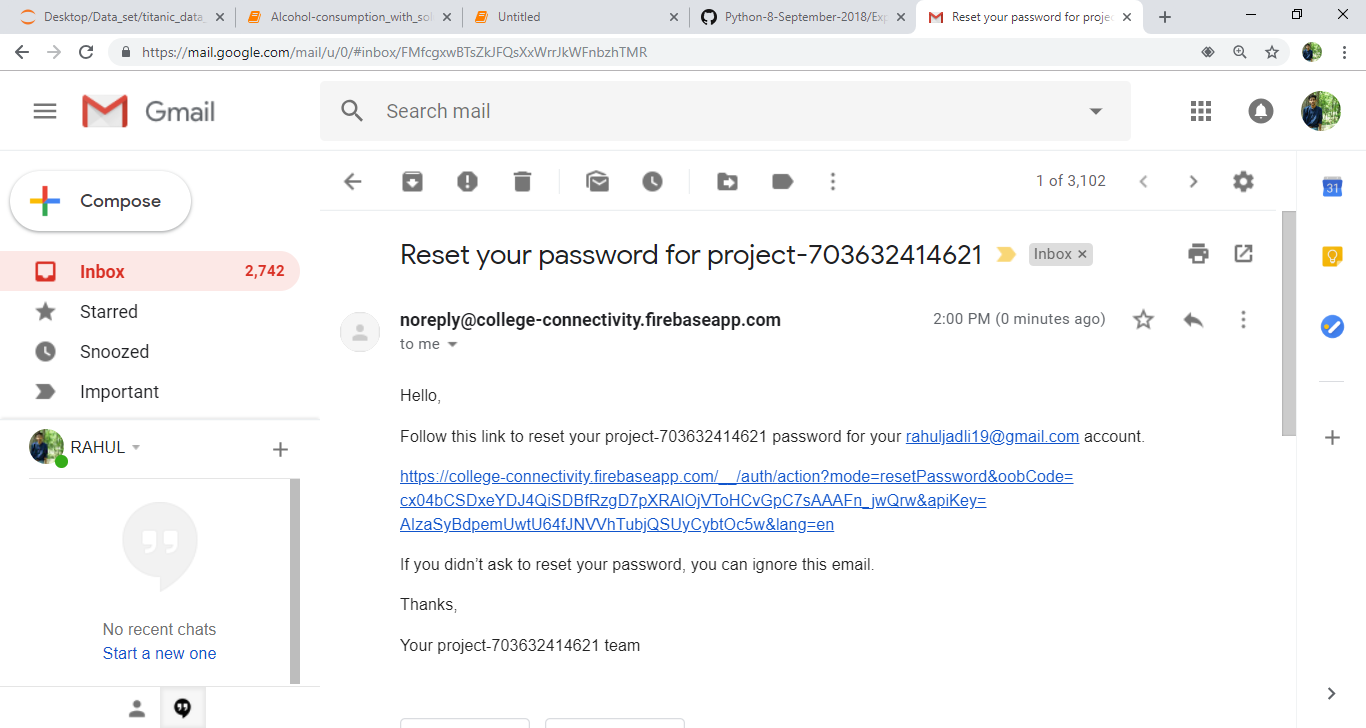 Desktop/Data_set/titanic_data_
Alcohol-consumption_with_sol
Untitled
Python-8-September-2018/Exp
Reset your password for projec
https://mail.google.com/mail/u/0/#inbox/FMfcgxwBTsZkJFQsXxWrrJkWFnbzhTMR
Gmail
Search mail
Compose
1 of 3,102
31
Inbox 2,742
Starred
Snoozed
Important
RAHUL
No recent chats
Start a new one
Reset your password for project-703632414621
Inbox ×
noreply@college-connectivity.firebaseapp.com
2:00 PM (0 minutes ago)
to me
Hello,
Follow this link to reset your project-703632414621 password for your rahuljadli19@gmail.com account.
https://college-connectivity.firebaseapp.com/__/auth/action?mode=resetPassword&oobCode=
cx04bCSDxeYDJ4QiSDBfRzgD7pXRAlOjVToHCvGpC7sAAAFn_jwQrw&apiKey=
AIzaSyBdpemUwtU64fJNVVhTubjQSUyCybtOc5w&lang=en
If you didn’t ask to reset your password, you can ignore this email.
Thanks,
Your project-703632414621 team